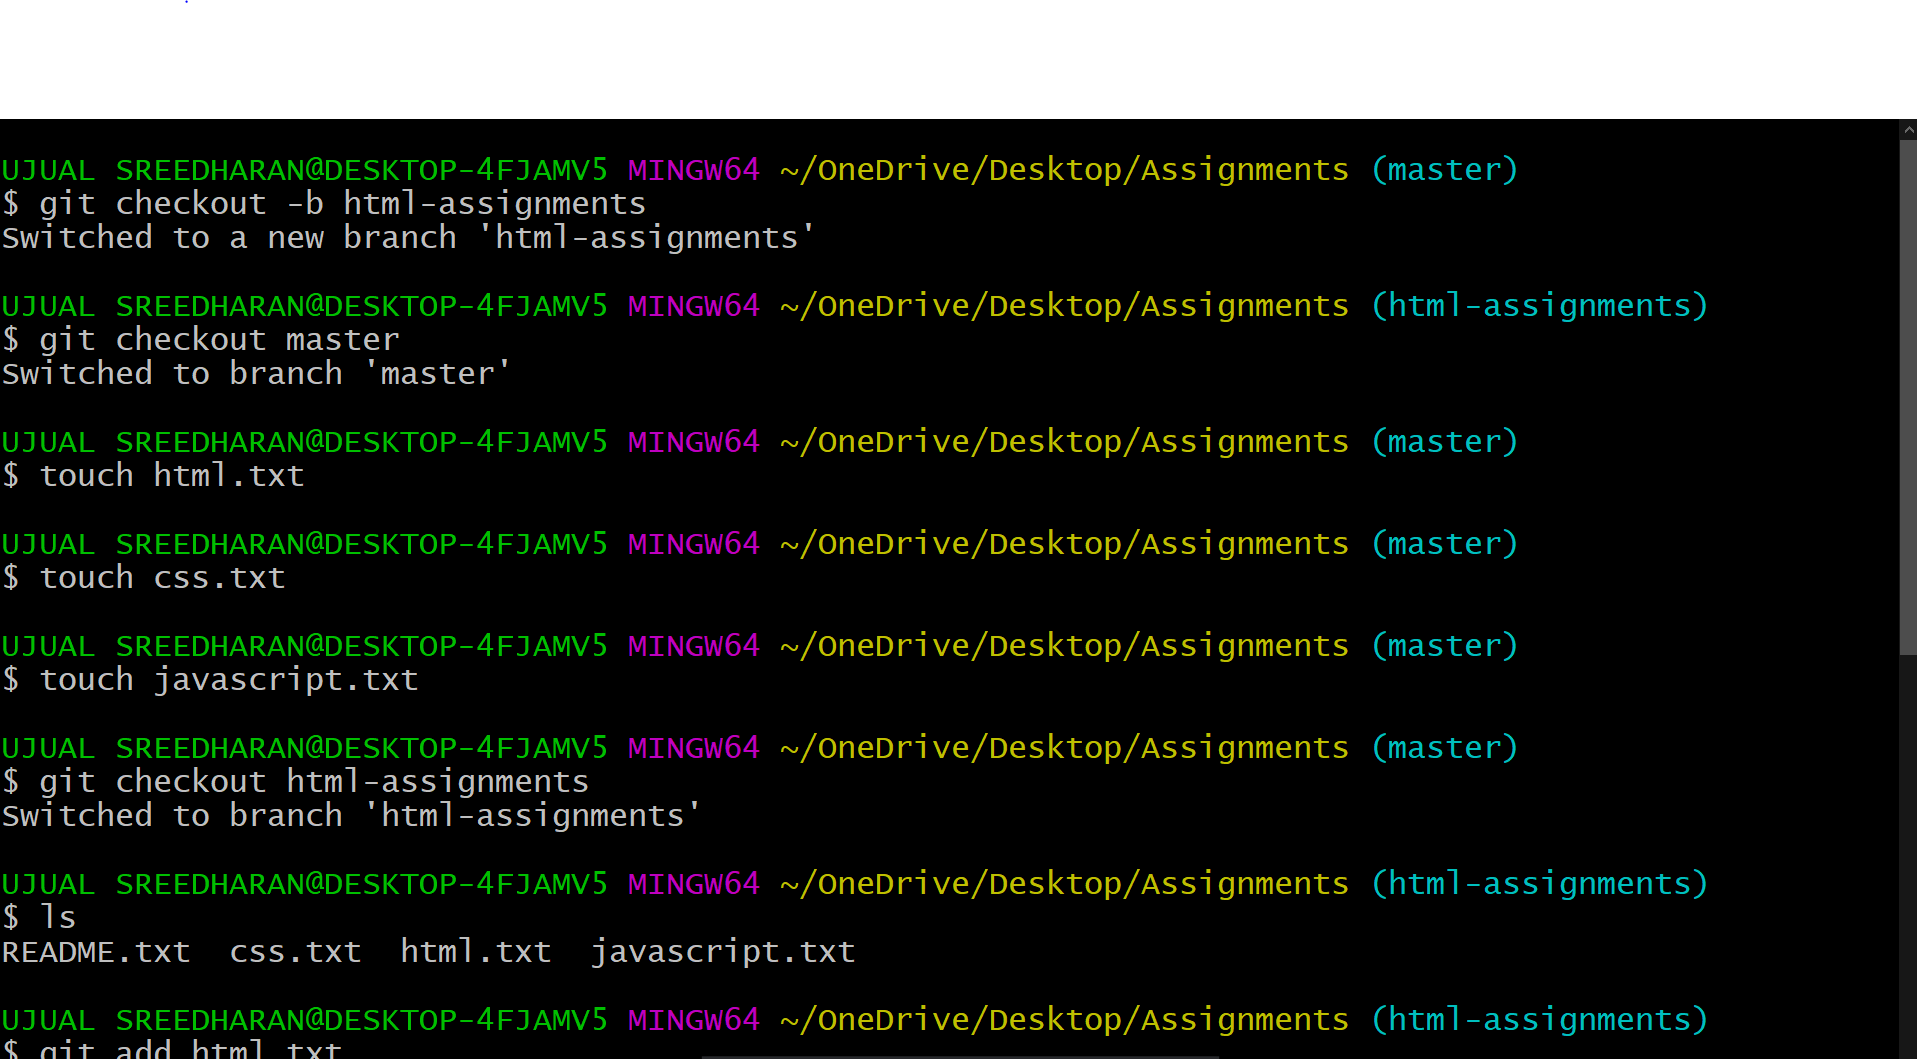 UJUAL SREEDHARAN@DESKTOP-4FJAMV5 MINGW64 ~/OneDrive/Desktop/Assignments (master)
$ git checkout -b html-assignments
Switched to a new branch 'html-assignments'
UJUAL SREEDHARAN@DESKTOP-4FJAMV5 MINGW64 ~/OneDrive/Desktop/Assignments (html-assignments)
$ git checkout master
Switched to branch 'master'
UJUAL SREEDHARAN@DESKTOP-4FJAMV5 MINGW64 ~/OneDrive/Desktop/Assignments (master)
$ touch html.txt
UJUAL SREEDHARAN@DESKTOP-4FJAMV5 MINGW64 ~/OneDrive/Desktop/Assignments (master)
$ touch css.txt
UJUAL SREEDHARAN@DESKTOP-4FJAMV5 MINGW64 ~/OneDrive/Desktop/Assignments (master)
$ touch javascript.txt
UJUAL SREEDHARAN@DESKTOP-4FJAMV5 MINGW64 ~/OneDrive/Desktop/Assignments (master)
$ git checkout html-assignments
Switched to branch 'html-assignments'
UJUAL SREEDHARAN@DESKTOP-4FJAMV5 MINGW64 ~/OneDrive/Desktop/Assignments (html-assignments)
$ ls
README.txt  css.txt  html.txt  javascript.txt
UJUAL SREEDHARAN@DESKTOP-4FJAMV5 MINGW64 ~/OneDrive/Desktop/Assignments (html-assignments)
$ git add html.txt